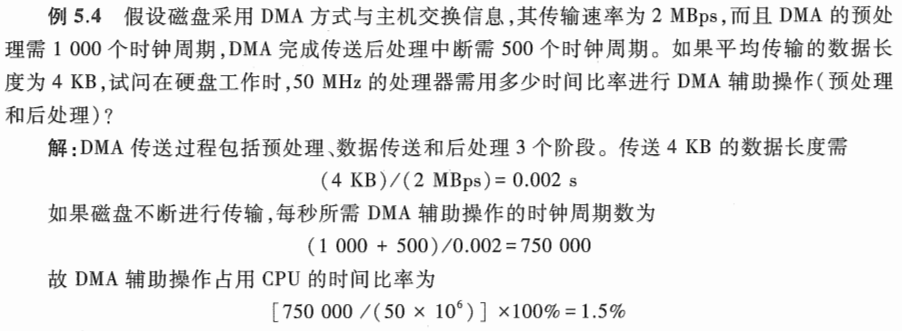 例 5.4 假设磁盘采用 DMA 方式与主机交换信息,其传输速率为 2 MBps,而且 DMA 的预处
理需 1 000 个时钟周期,DMA 完成传送后处理中断需 500 个时钟周期。如果平均传输的数据长
度为 4 KB,试问在硬盘工作时,50 MHz 的处理器需用多少时间比率进行 DMA 辅助操作(预处理
和后处理)?
解:DMA 传送过程包括预处理、数据传送和后处理 3 个阶段。传送 4 KB 的数据长度需
(4 KB)/(2 MBps)= 0.002 s
如果磁盘不断进行传输,每秒所需 DMA 辅助操作的时钟周期数为
(1 000 + 500)/0.002 = 750 000
故 DMA 辅助操作占用 CPU 的时间比率为
[750 000 /(50 × 10⁶)] ×100% = 1.5%